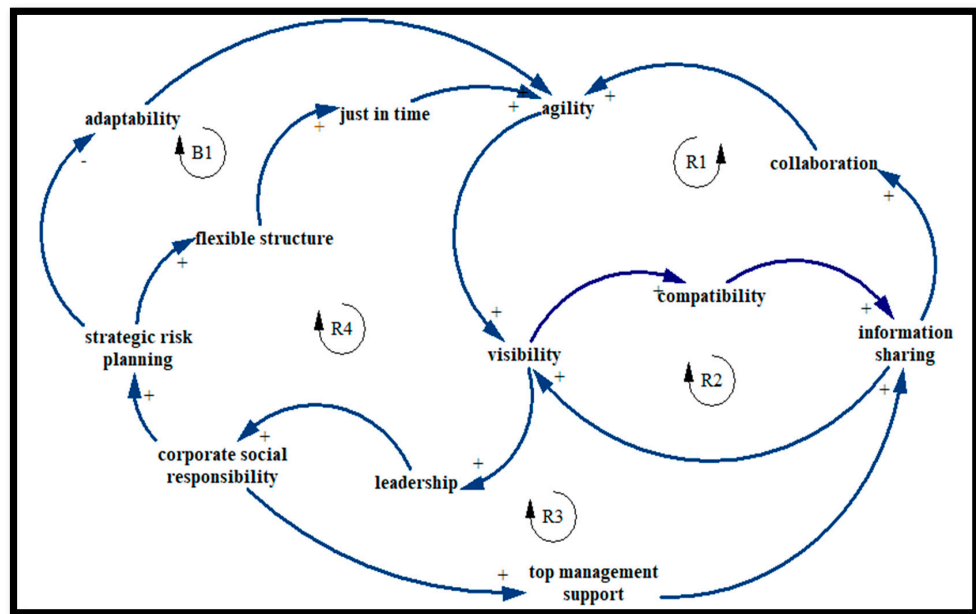 adaptability
-
B1
just in time
+
+
+
agility
+
R1
collaboration
+
flexible structure
+
R4
strategic risk
planning
+
+
visibility
+
+
compatibility
+
information
sharing
+
R2
corporate social
responsibility
+
leadership
+
R3
+
top management
support